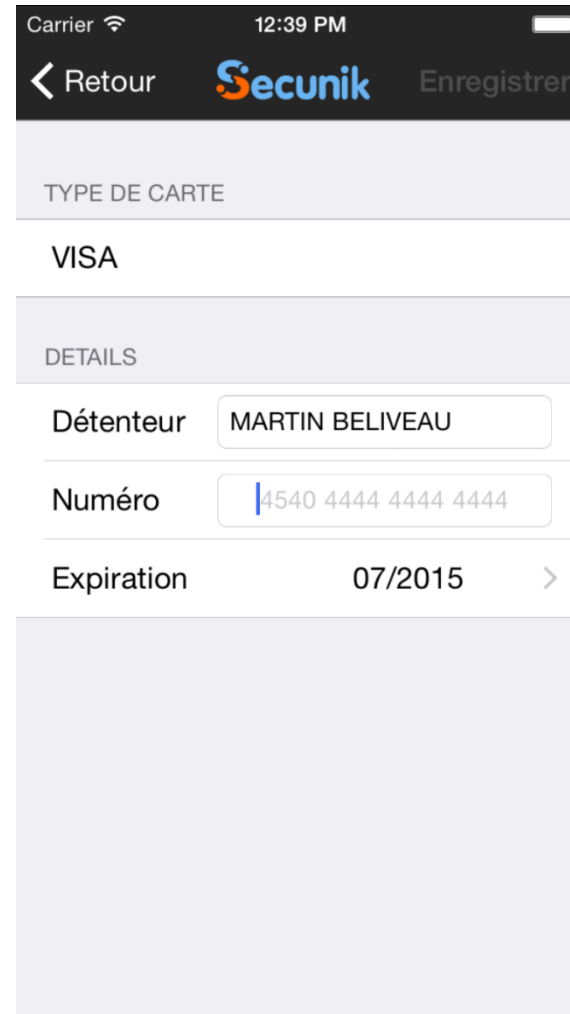 Carrier 12:39 PM
Retour Secunik Enregistrer
TYPE DE CARTE
VISA
DETAILS
Détenteur MARTIN BELIVEAU
Numéro 4540 4444 4444 4444
Expiration 07/2015